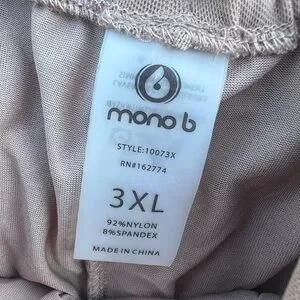 mono b
STYLE:10073X
RN#162774
3XL
92%NYLON
8%SPANDEX
MADE IN CHINA